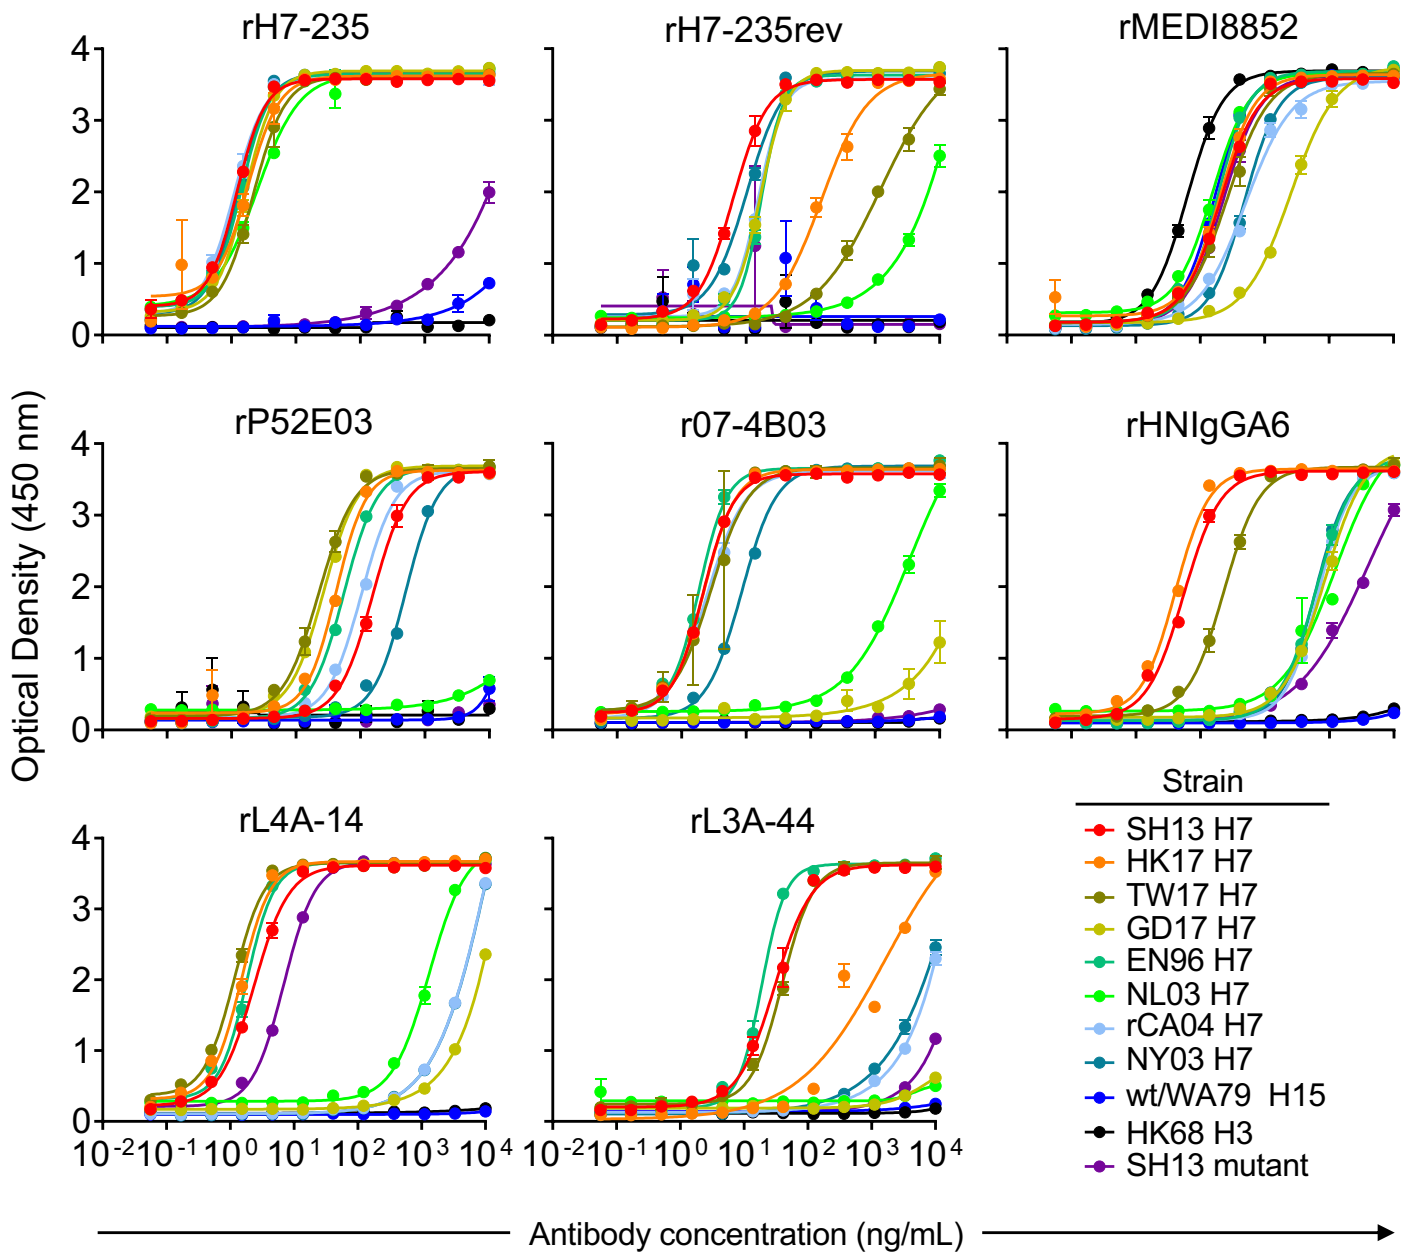 rH7-235
rH7-235rev
rMEDI8852
4
3
2
1
0
rP52E03
r07-4B03
rHNIgGA6
4
3
2
1
0
Optical Density (450 nm)
rL4A-14
rL3A-44
4
3
2
1
0
10-2 10-1 100 101 102 103 104
10-2 10-1 100 101 102 103 104
Strain
SH13 H7
HK17 H7
TW17 H7
GD17 H7
EN96 H7
NL03 H7
rCA04 H7
NY03 H7
wt/WA79 H15
HK68 H3
SH13 mutant
Antibody concentration (ng/mL)